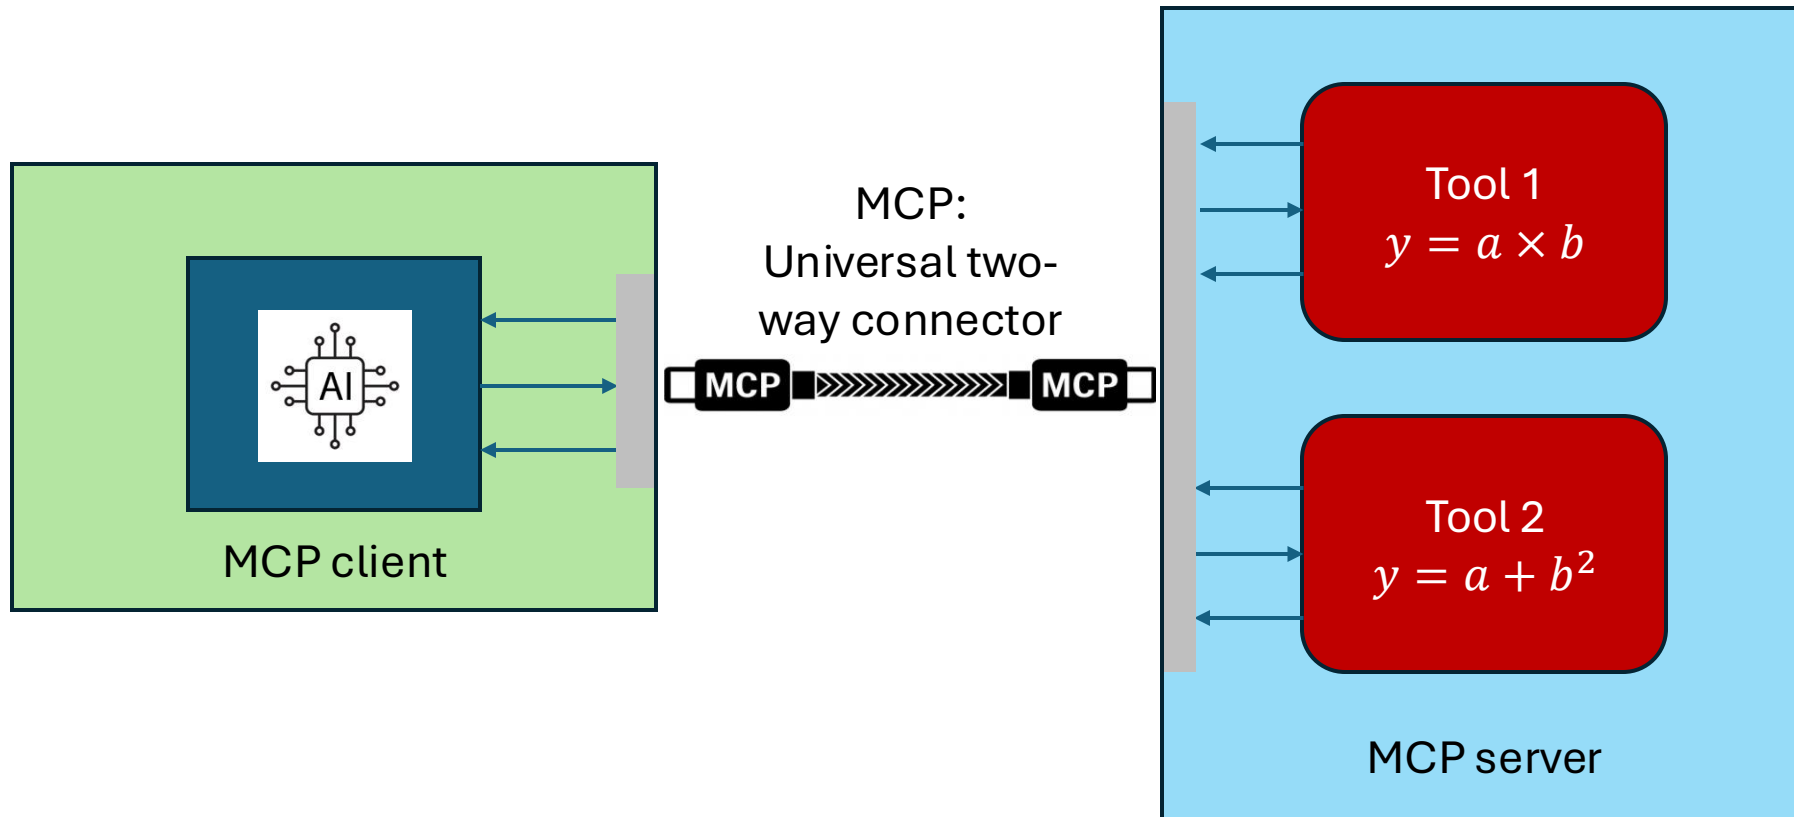 AI
MCP client
MCP:
Universal two-
way connector
MCP
MCP
Tool 1
y = a × b
Tool 2
y = a + b²
MCP server